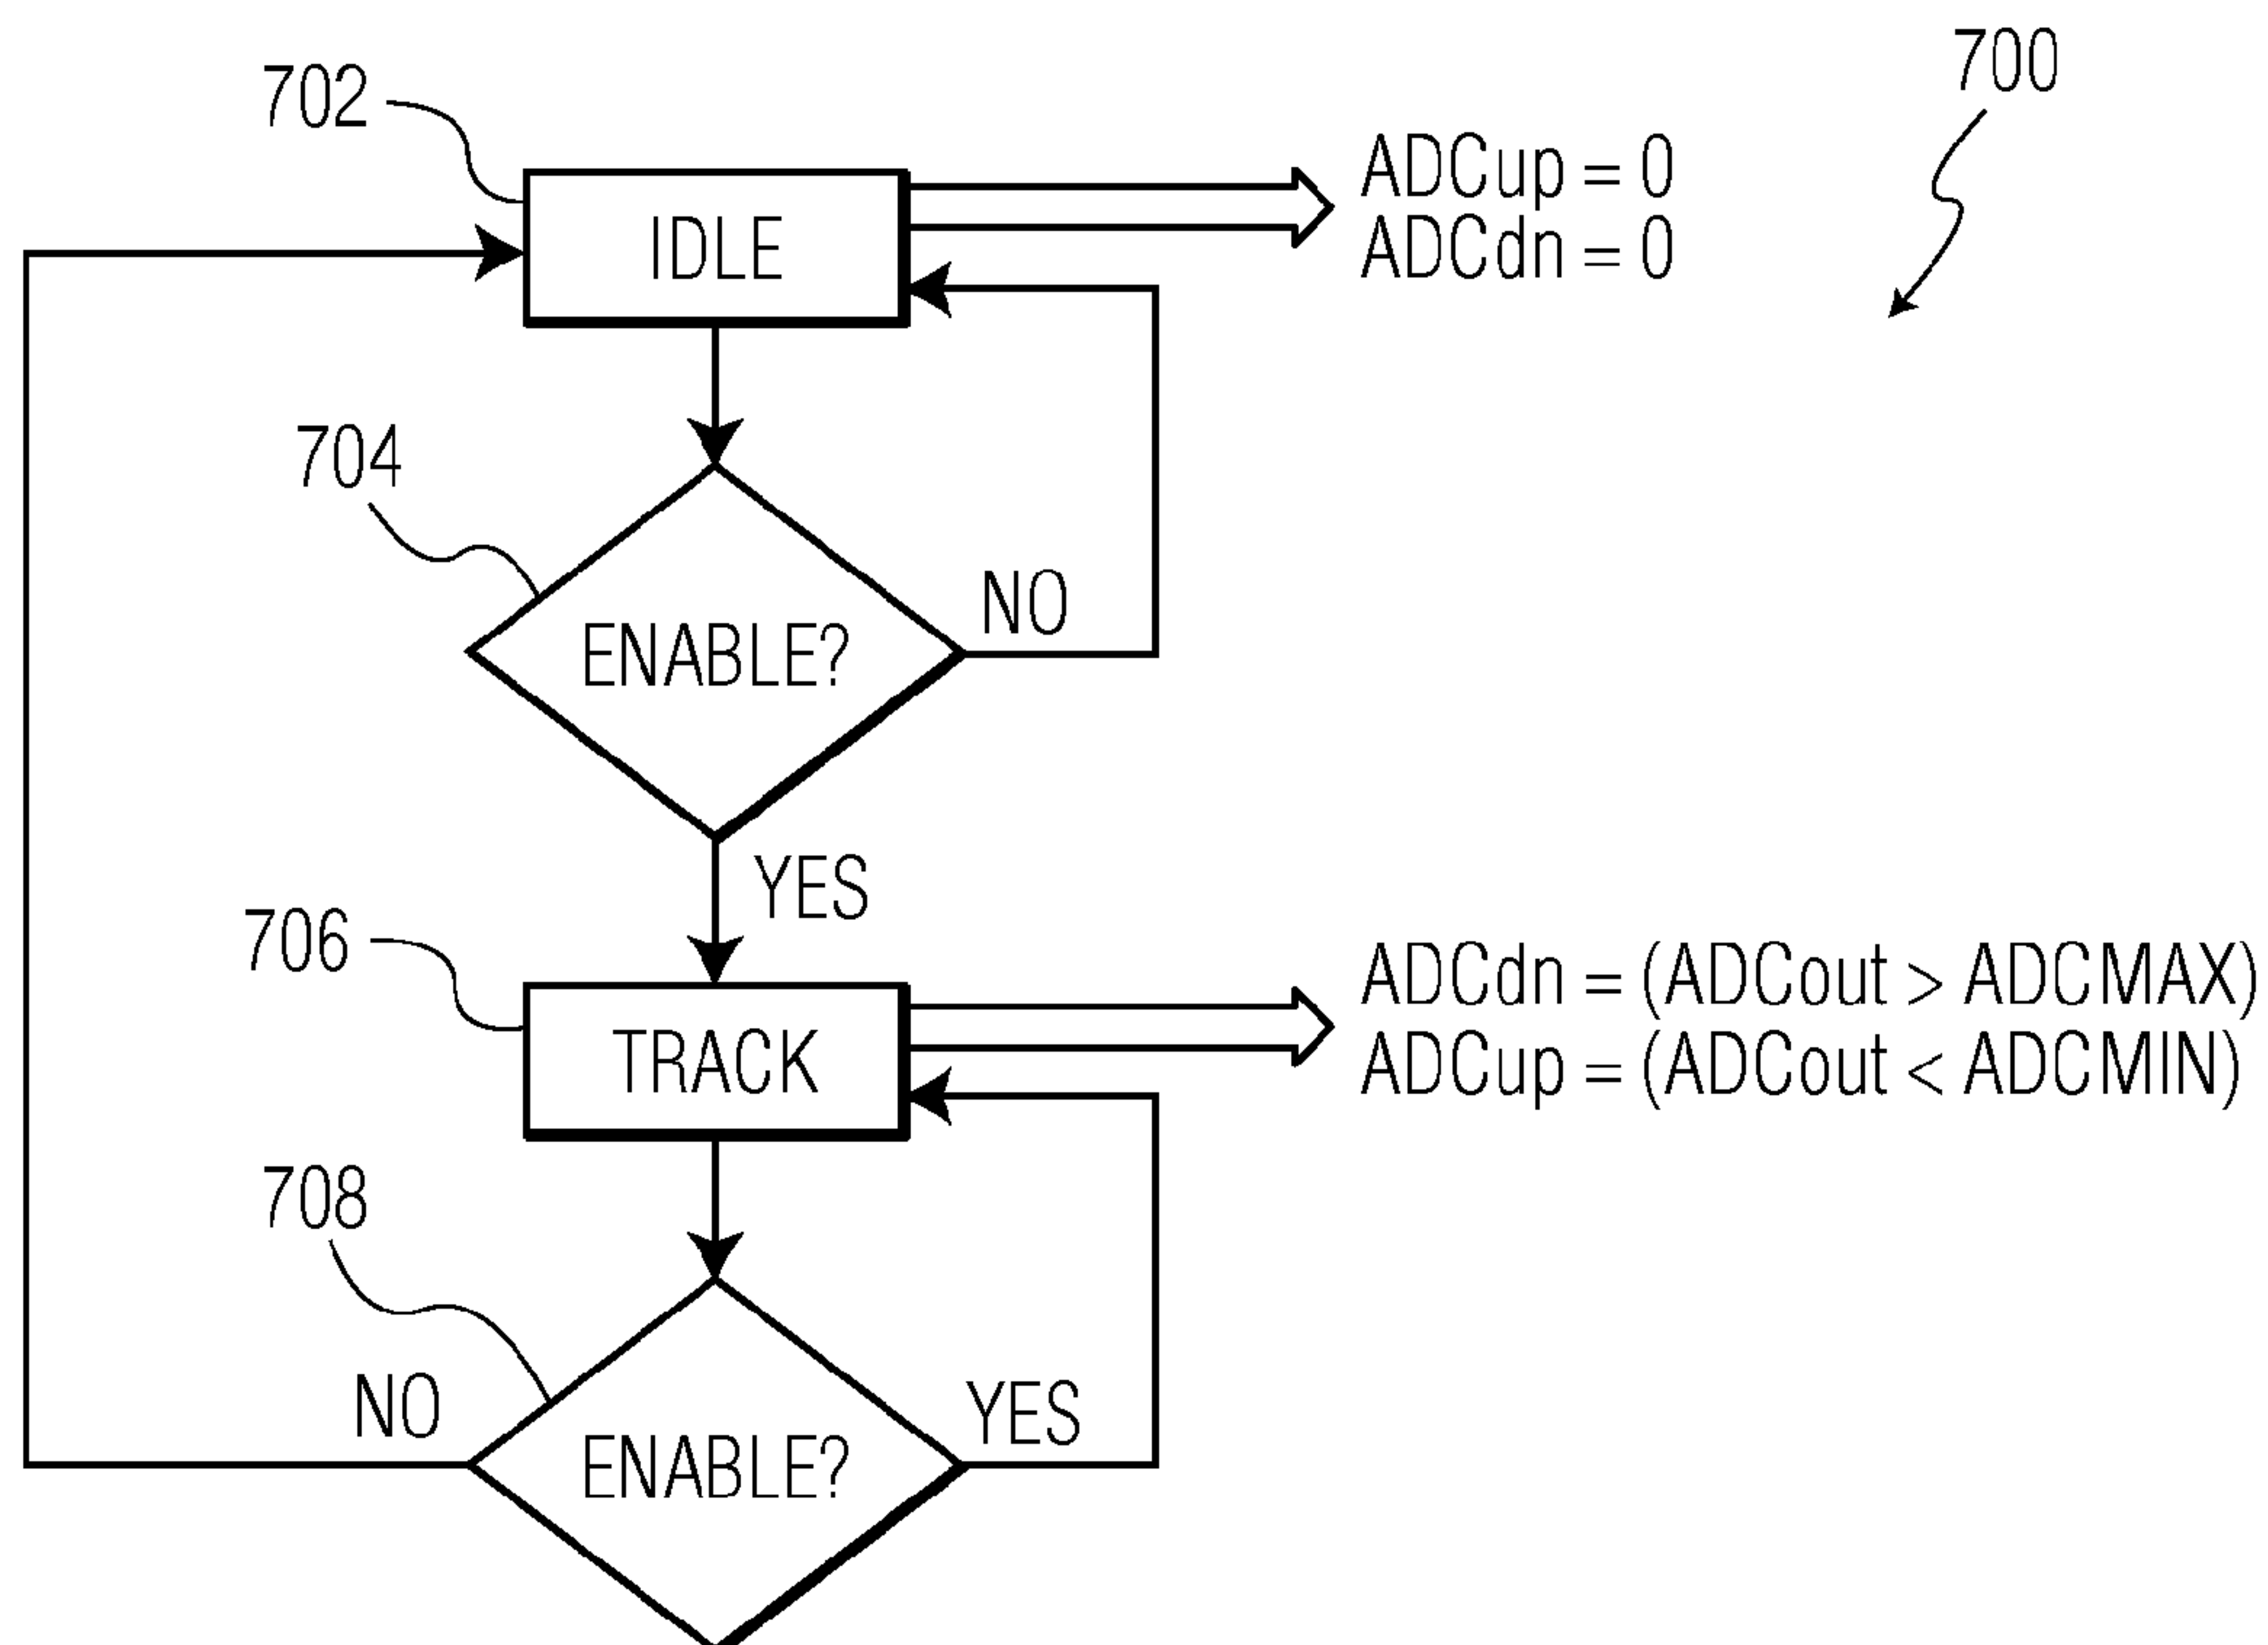 700
702
ADCup = 0
IDLE
ADCdn = 0
704
NO
ENABLE?
YES
706
ADCdn = (ADCout > ADCMAX)
TRACK
ADCup = (ADCout < ADCMIN)
708
NO
YES
ENABLE?